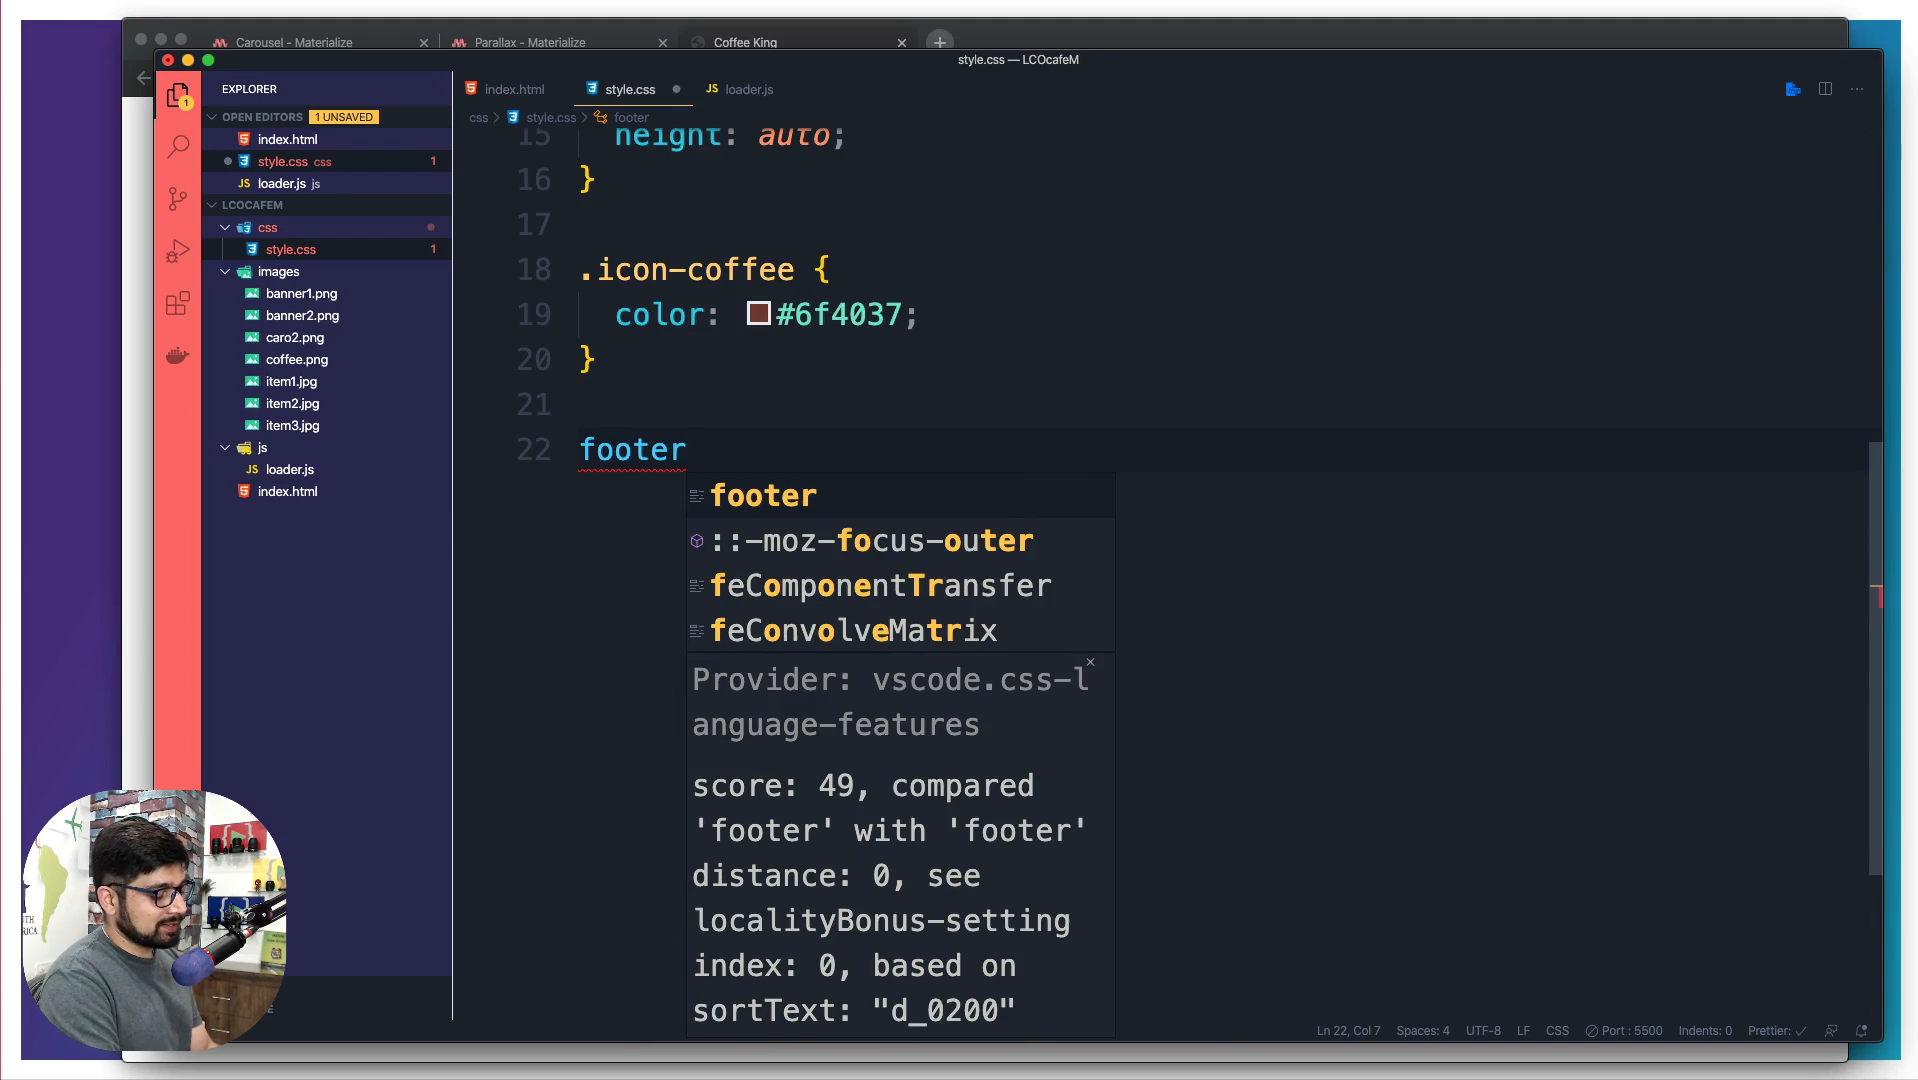 Carousel - Materialize
Parallax - Materialize
Coffee King
style.css — LCOcafeM
EXPLORER
index.html
style.css
JS loader.js
OPEN EDITORS 1 UNSAVED
css > style.css > footer
index.html
style.css css 1
JS loader.js js
LCOCAFEM
css
style.css 1
images
banner1.png
banner2.png
caro2.png
coffee.png
item1.jpg
item2.jpg
item3.jpg
js
JS loader.js
index.html
15 height: auto;
16 }
17
18 .icon-coffee {
19 color: #6f4037;
20 }
21
22 footer
footer
::-moz-focus-outer
feComponentTransfer
feConvolveMatrix
Provider: vscode.css-l
anguage-features
score: 49, compared
'footer' with 'footer'
distance: 0, see
localityBonus-setting
index: 0, based on
sortText: "d_0200"
Ln 22, Col 7 Spaces: 4 UTF-8 LF CSS Port : 5500 Indents: 0 Prettier: